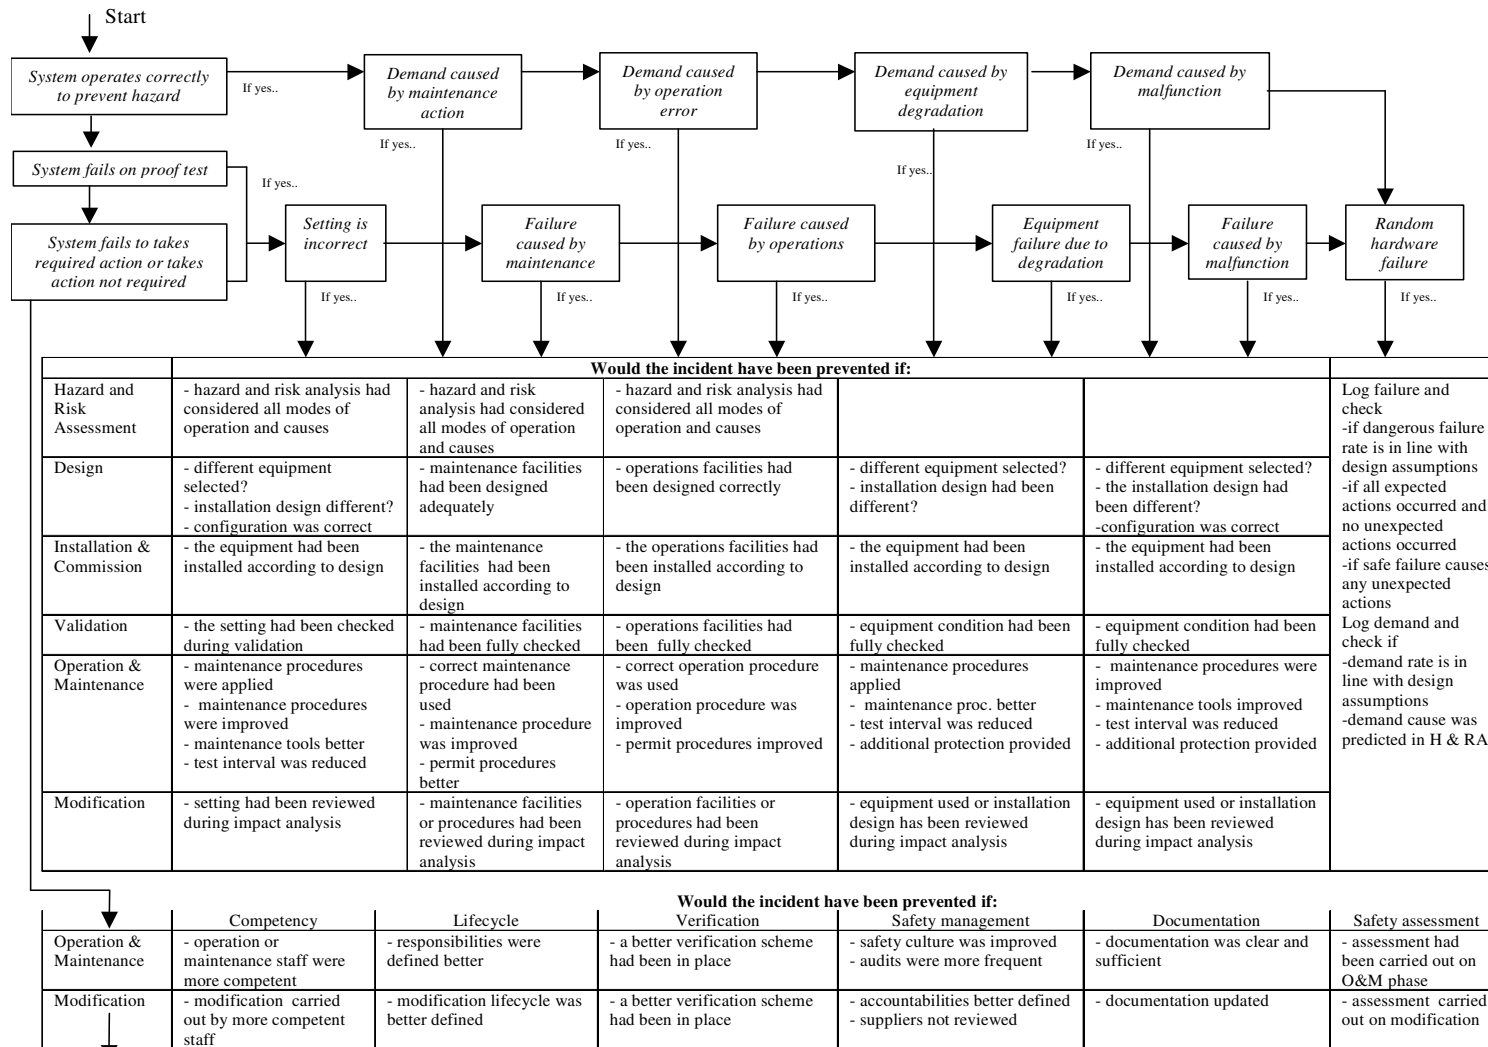 Start
System operates correctly
to prevent hazard
If yes..
Demand caused
by maintenance
action
If yes..
Demand caused
by operation
error
If yes..
Demand caused by
equipment
degradation
If yes..
Demand caused by
malfunction
If yes..
System fails on proof test
If yes..
System fails to takes
required action or takes
action not required
Setting is
incorrect
If yes..
Failure
caused by
maintenance
If yes..
Failure caused
by operations
If yes..
Equipment
failure due to
degradation
If yes..
Failure
caused by
malfunction
If yes..
Random
hardware
failure
If yes..
Would the incident have been prevented if:
Hazard and
Risk
Assessment
- hazard and risk analysis had
considered all modes of
operation and causes
- hazard and risk
analysis had considered
all modes of operation
and causes
- hazard and risk analysis had
considered all modes of
operation and causes
Log failure and
check
-if dangerous failure
rate is in line with
design assumptions
-if all expected
actions occurred and
no unexpected
actions occurred
-if safe failure causes
any unexpected
actions
Log demand and
check if
-demand rate is in
line with design
assumptions
-demand cause was
predicted in H & RA
Design
- different equipment
selected?
- installation design different?
- configuration was correct
- maintenance facilities
had been designed
adequately
- operations facilities had
been designed correctly
- different equipment selected?
- installation design had been
different?
- different equipment selected?
- the installation design had
been different?
-configuration was correct
Installation &
Commission
- the equipment had been
installed according to design
- the maintenance
facilities had been
installed according to
design
- the operations facilities had
been installed according to
design
- the equipment had been
installed according to design
- the equipment had been
installed according to design
Validation
- the setting had been checked
during validation
- maintenance facilities
had been fully checked
- operations facilities had
been fully checked
- equipment condition had been
fully checked
- equipment condition had been
fully checked
Operation &
Maintenance
- maintenance procedures
were applied
- maintenance procedures
were improved
- maintenance tools better
- test interval was reduced
- correct maintenance
procedure had been
used
- maintenance procedure
was improved
- permit procedures
better
- correct operation procedure
was used
- operation procedure was
improved
- permit procedures improved
- maintenance procedures
applied
- maintenance proc. better
- test interval was reduced
- additional protection provided
- maintenance procedures were
improved
- maintenance tools improved
- test interval was reduced
- additional protection provided
Modification
- setting had been reviewed
during impact analysis
- maintenance facilities
or procedures had been
reviewed during impact
analysis
- operation facilities or
procedures had been
reviewed during impact
analysis
- equipment used or installation
design has been reviewed
during impact analysis
- equipment used or installation
design has been reviewed
during impact analysis
Would the incident have been prevented if:
Competency
Lifecycle
Verification
Safety management
Documentation
Safety assessment
Operation &
Maintenance
- operation or
maintenance staff were
more competent
- responsibilities were
defined better
- a better verification scheme
had been in place
- safety culture was improved
- audits were more frequent
- documentation was clear and
sufficient
- assessment had
been carried out on
O&M phase
Modification
- modification carried
out by more competent
staff
- modification lifecycle was
better defined
- a better verification scheme
had been in place
- accountabilities better defined
- suppliers not reviewed
- documentation updated
- assessment carried
out on modification